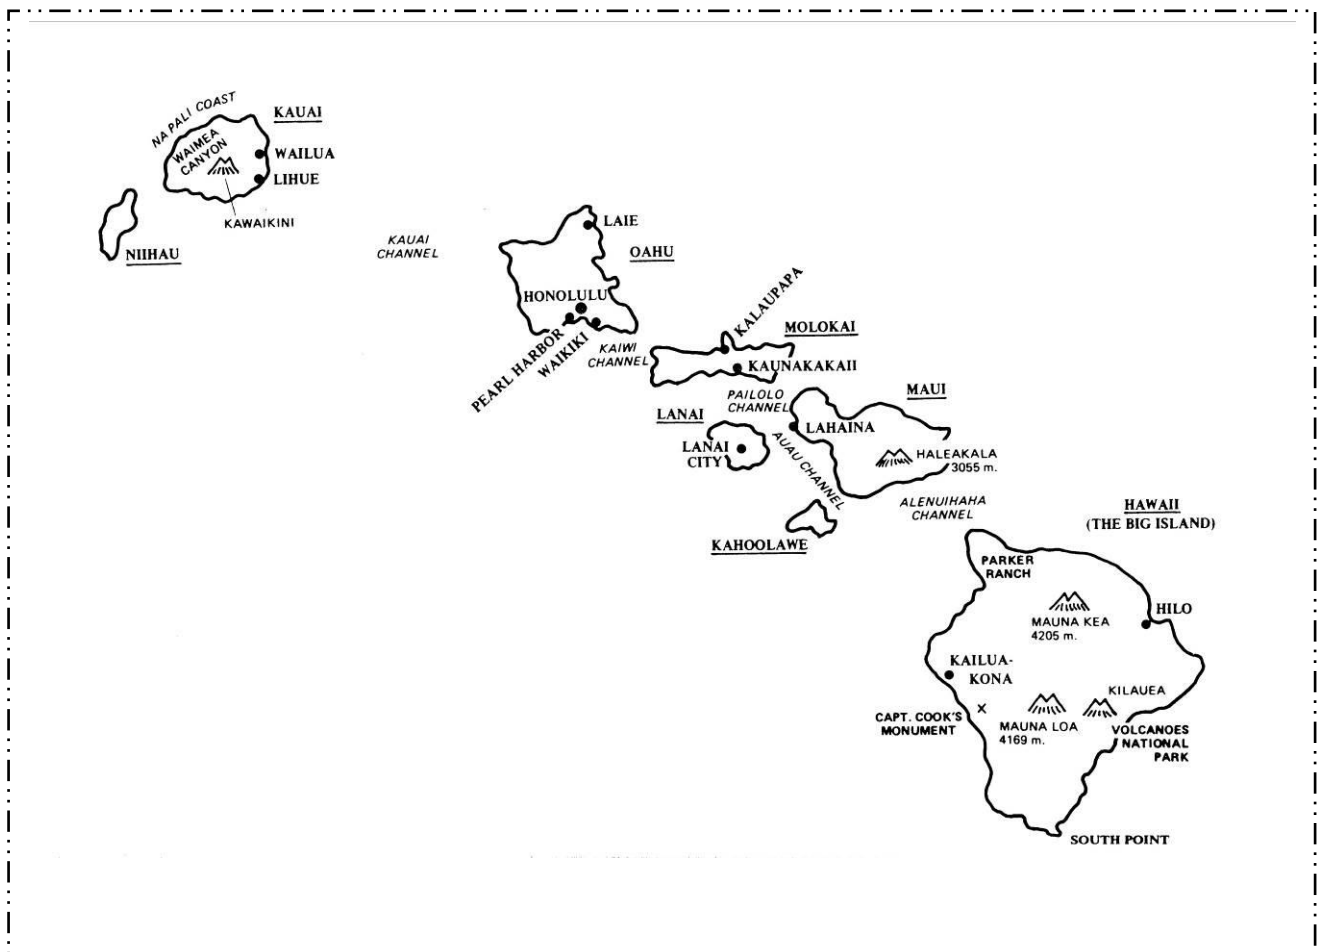 NA PALI COAST
KAUAI
WAIMEA
CANYON
WAILUA
LIHUE
KAWAIKINI
NIIHAU
KAUAI
CHANNEL
LAIE
OAHU
HONOLULU
PEARL HARBOR
WAIKIKI
KAIWI
CHANNEL
KALAUPAPA
MOLOKAI
KAUNAKAKAII
PAILOLO
CHANNEL
MAUI
LANAI
LANAI
CITY
LAHAINA
AUAU CHANNEL
HALEAKALA
3055 m.
ALENUIHAHA
CHANNEL
KAHOOLAWE
HAWAII
(THE BIG ISLAND)
PARKER
RANCH
MAUNA KEA
4205 m.
HILO
KAILUA-
KONA
KILAUEA
CAPT. COOK'S
MONUMENT
X
MAUNA LOA
4169 m.
VOLCANOES
NATIONAL
PARK
SOUTH POINT